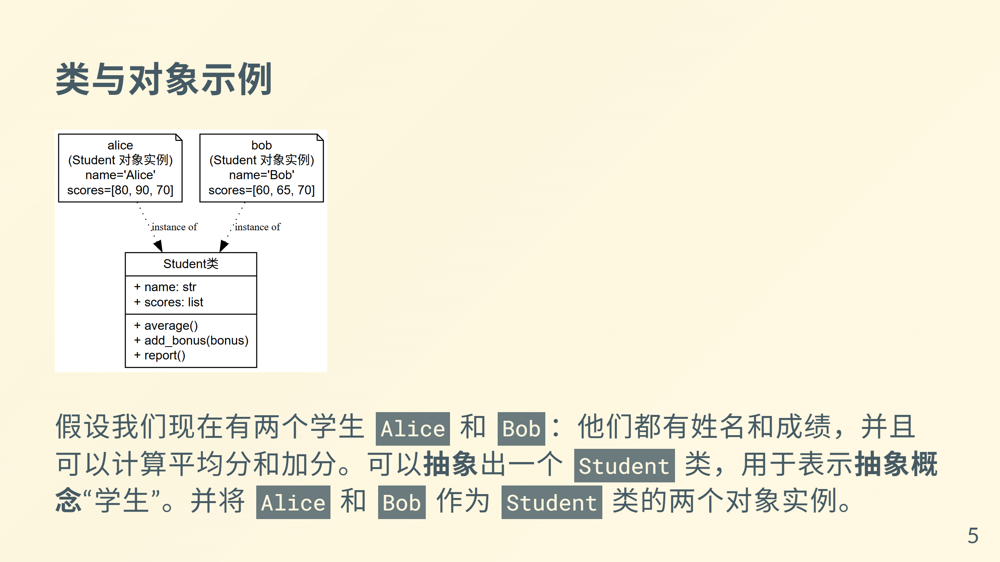 类与对象示例
alice
(Student 对象实例)
name='Alice'
scores=[80, 90, 70]
bob
(Student 对象实例)
name='Bob'
scores=[60, 65, 70]
instance of
instance of
Student类
+ name: str
+ scores: list
+ average()
+ add_bonus(bonus)
+ report()
假设我们现在有两个学生 Alice 和 Bob：他们都有姓名和成绩，并且
可以计算平均分和加分。可以抽象出一个 Student 类，用于表示抽象概
念“学生”。并将 Alice 和 Bob 作为 Student 类的两个对象实例。
5